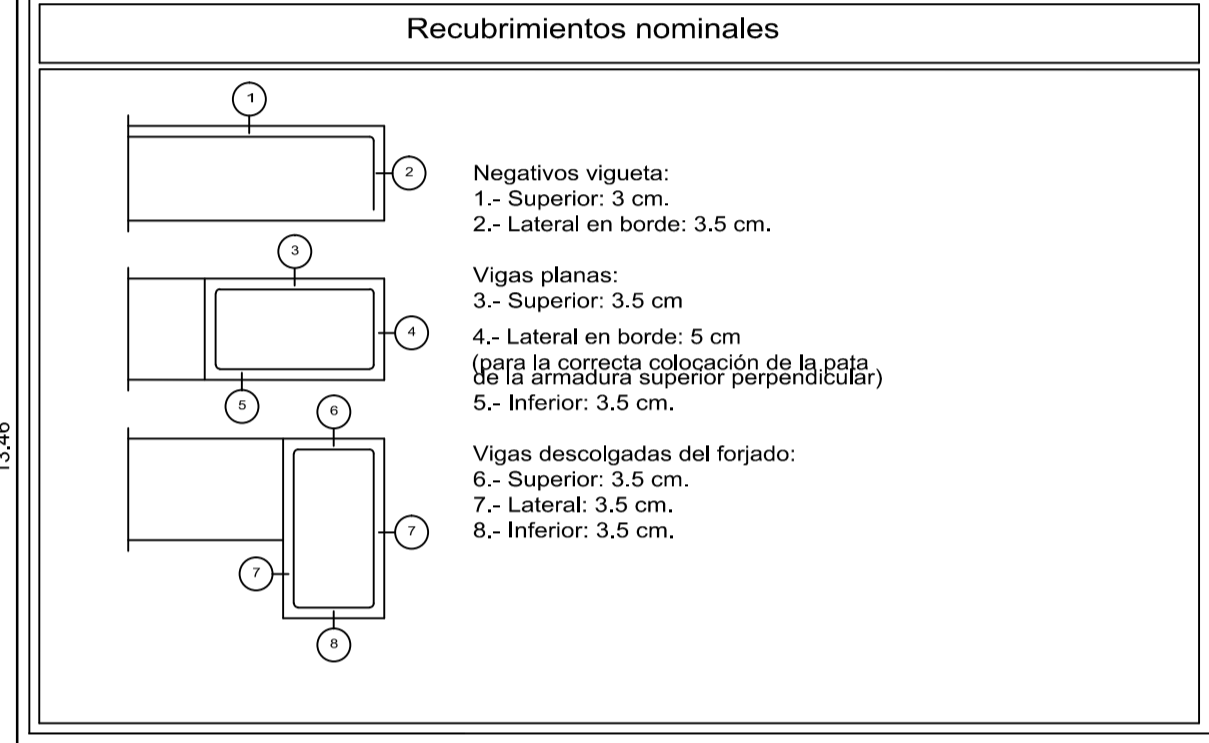 Recubrimientos nominales
1
2
Negativos vigueta:
1.- Superior: 3 cm.
2.- Lateral en borde: 3.5 cm.
3
4
5
Vigas planas:
3.- Superior: 3.5 cm
4.- Lateral en borde: 5 cm
(para la correcta colocación de la pata
de la armadura superior perpendicular)
5.- Inferior: 3.5 cm.
6
7
7
8
Vigas descolgadas del forjado:
6.- Superior: 3.5 cm.
7.- Lateral: 3.5 cm.
8.- Inferior: 3.5 cm.
13.46